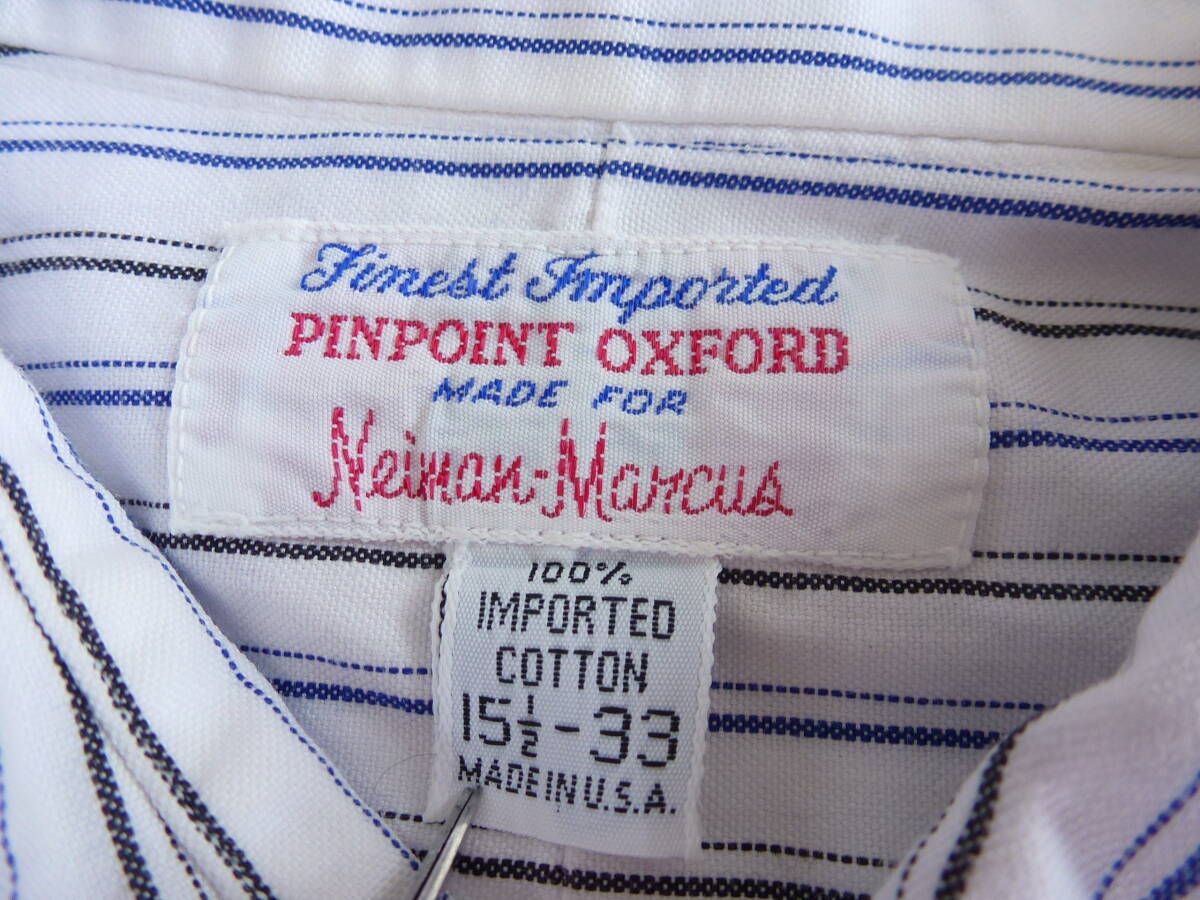 Finest Imported
PINPOINT OXFORD
MADE FOR
Neiman-Marcus
100%
IMPORTED
COTTON
15½-33
MADE IN U.S.A.